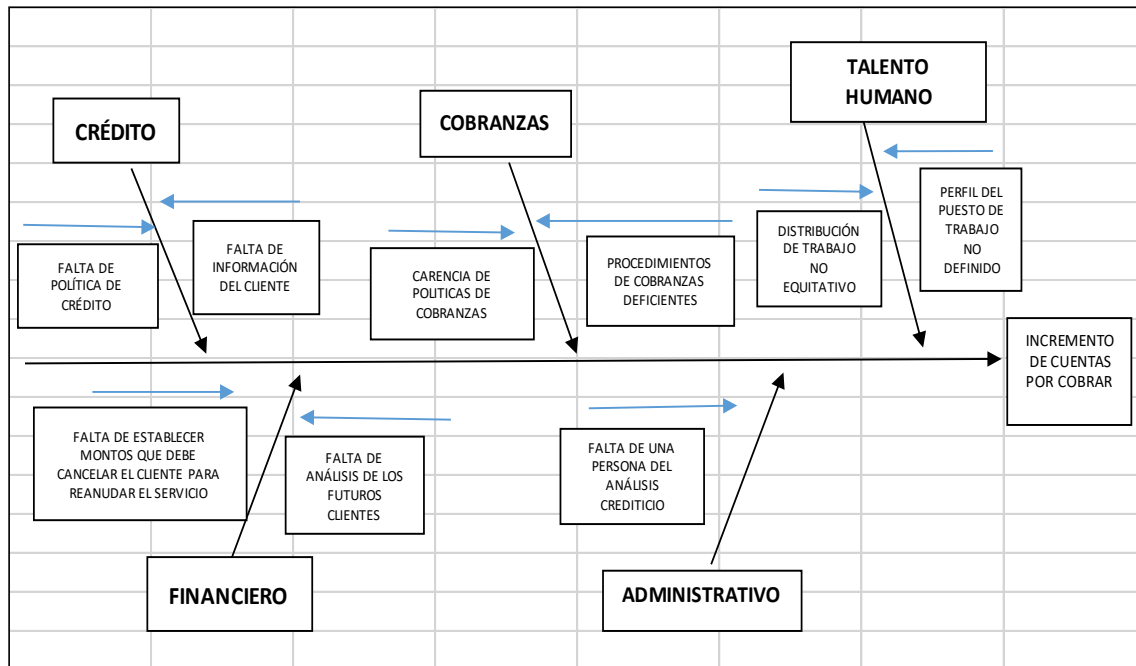 TALENTO
HUMANO
COBRANZAS
CRÉDITO
FALTA DE
POLÍTICA DE
CRÉDITO
FALTA DE
INFORMACIÓN
DEL CLIENTE
CARENCIA DE
POLITICAS DE
COBRANZAS
PROCEDIMIENTOS
DE COBRANZAS
DEFICIENTES
DISTRIBUCIÓN
DE TRABAJO
NO
EQUITATIVO
PERFIL DEL
PUESTO DE
TRABAJO
NO
DEFINIDO
INCREMENTO
DE CUENTAS
POR COBRAR
FALTA DE ESTABLECER
MONTOS QUE DEBE
CANCELAR EL CLIENTE PARA
REANUDAR EL SERVICIO
FALTA DE
ANÁLISIS DE LOS
FUTUROS
CLIENTES
FALTA DE UNA
PERSONA DEL
ANÁLISIS
CREDITICIO
FINANCIERO
ADMINISTRATIVO